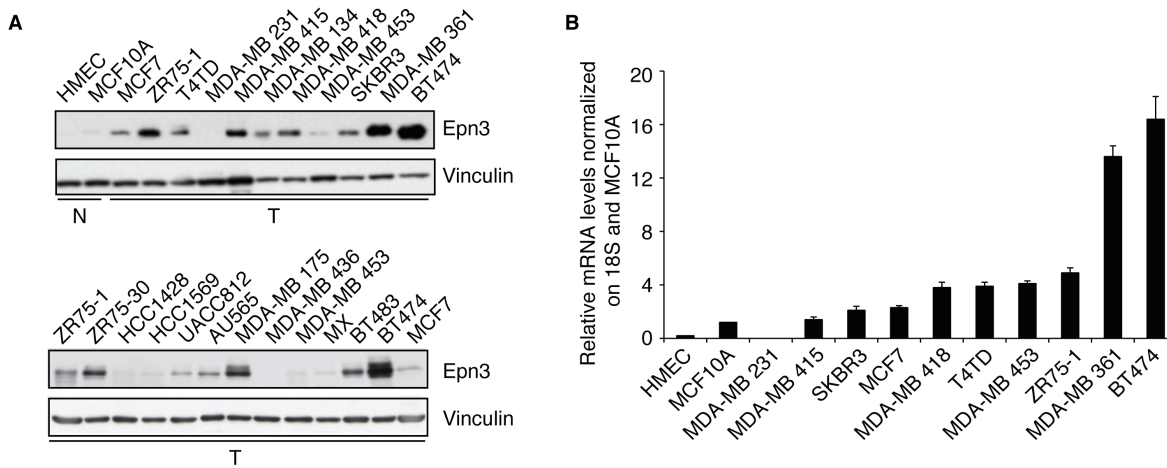 A
HMEC
MCF10A
MCF7
ZR75-1
T4TD
MDA-MB 231
MDA-MB 415
MDA-MB 134
MDA-MB 418
MDA-MB 453
SKBR3
MDA-MB 361
BT474
Epn3
Vinculin
N
T
ZR75-1
ZR75-30
HCC1428
HCC1569
UACC812
AU565
MDA-MB 175
MDA-MB 436
MDA-MB 453
MX
BT483
BT474
MCF7
Epn3
Vinculin
T
B
Relative mRNA levels normalized
on 18S and MCF10A
20
16
12
8
4
0
HMEC
MCF10A
MDA-MB 231
MDA-MB 415
SKBR3
MCF7
MDA-MB 418
T4TD
MDA-MB 453
ZR75-1
MDA-MB 361
BT474